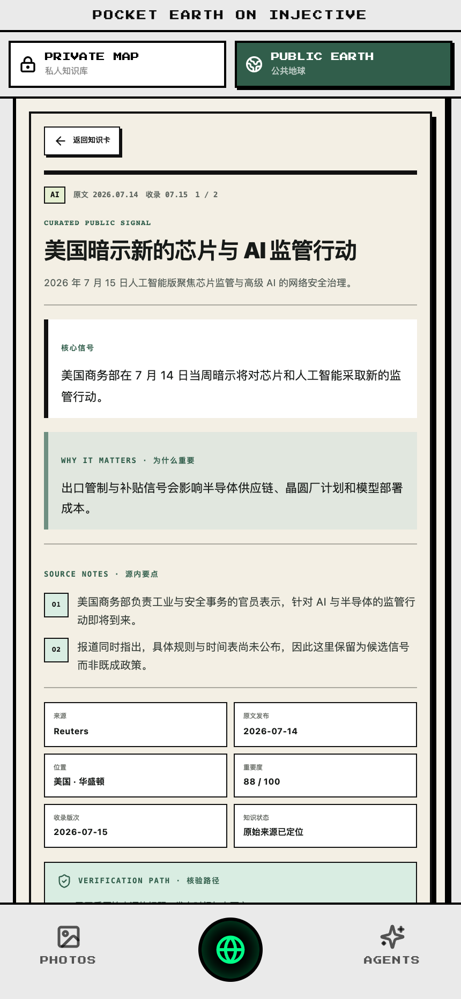 POCKET EARTH ON INJECTIVE
PRIVATE MAP
私人知识库
PUBLIC EARTH
公共地球
返回知识卡
AI 原文 2026.07.14 收录 07.15 1 / 2
CURATED PUBLIC SIGNAL
美国暗示新的芯片与 AI 监管行动
2026 年 7 月 15 日人工智能版聚焦芯片监管与高级 AI 的网络安全治理。
核心信号
美国商务部在 7 月 14 日当周暗示将对芯片和人工智能采取新的监
管行动。
WHY IT MATTERS · 为什么重要
出口管制与补贴信号会影响半导体供应链、晶圆厂计划和模型部署
成本。
SOURCE NOTES · 源内要点
01 美国商务部负责工业与安全事务的官员表示，针对 AI 与半导体的监管行
动即将到来。
02 报道同时指出，具体规则与时间表尚未公布，因此这里保留为候选信号
而非既成政策。
来源
Reuters
原文发布
2026-07-14
位置
美国 · 华盛顿
重要度
88 / 100
收录版次
2026-07-15
知识状态
原始来源已定位
VERIFICATION PATH · 核验路径
PHOTOS
AGENTS